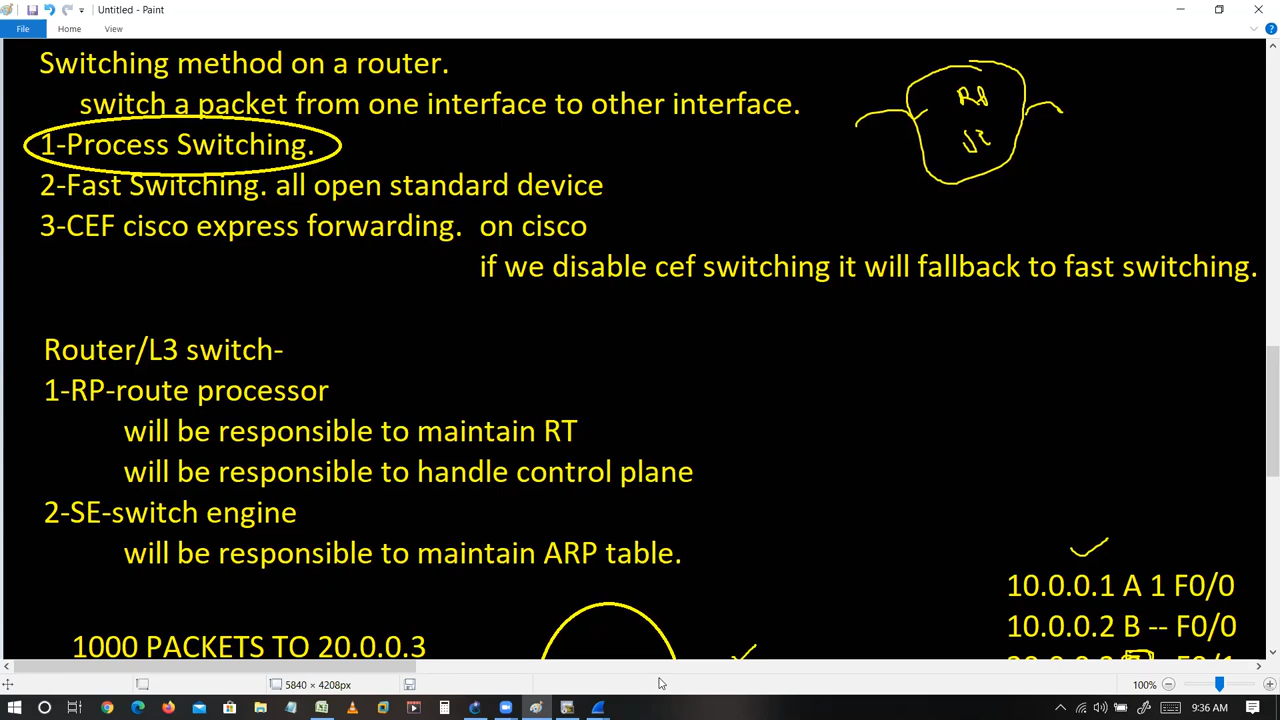 Untitled - Paint
File Home View
Switching method on a router.
switch a packet from one interface to other interface.
1-Process Switching.
2-Fast Switching. all open standard device
3-CEF cisco express forwarding. on cisco
if we disable cef switching it will fallback to fast switching.
Router/L3 switch-
1-RP-route processor
will be responsible to maintain RT
will be responsible to handle control plane
2-SE-switch engine
will be responsible to maintain ARP table.
10.0.0.1 A 1 F0/0
10.0.0.2 B -- F0/0
1000 PACKETS TO 20.0.0.3
5840 × 4208px
100%
9:36 AM